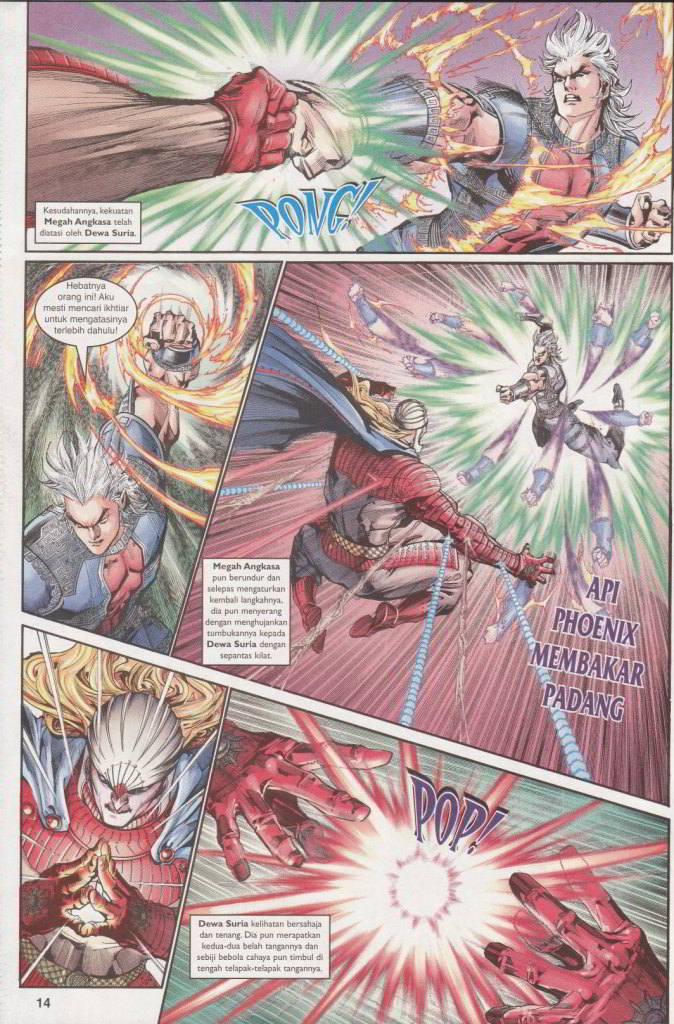 PONG!
Kesudahannya, kekuatan
Megah Angkasa telah
diatasi oleh Dewa Suria.
Hebatnya
orang ini! Aku
mesti mencari ikhtiar
untuk mengatasinya
terlebih dahulu!
Megah Angkasa
pun berundur dan
selepas mengaturkan
kembali langkahnya,
dia pun menyerang
dengan menghujankan
tumbukannya kepada
Dewa Suria dengan
sepantas kilat.
API
PHOENIX
MEMBAKAR
PADANG
POP!
Dewa Suria kelihatan bersahaja
dan tenang. Dia pun merapatkan
kedua-dua belah tangannya dan
sebiji bebola cahaya pun timbul di
tengah telapak-telapak tangannya.
14